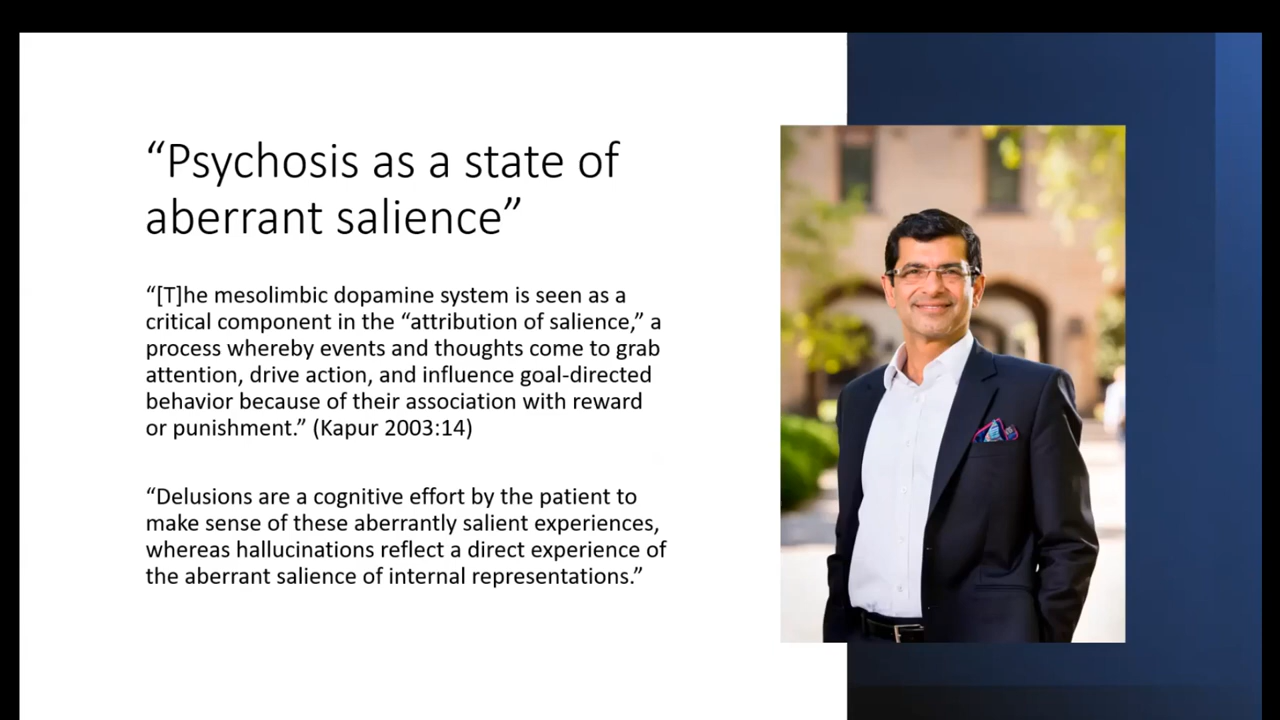 “Psychosis as a state of
aberrant salience”
“[T]he mesolimbic dopamine system is seen as a
critical component in the “attribution of salience,” a
process whereby events and thoughts come to grab
attention, drive action, and influence goal-directed
behavior because of their association with reward
or punishment.” (Kapur 2003:14)
“Delusions are a cognitive effort by the patient to
make sense of these aberrantly salient experiences,
whereas hallucinations reflect a direct experience of
the aberrant salience of internal representations.”